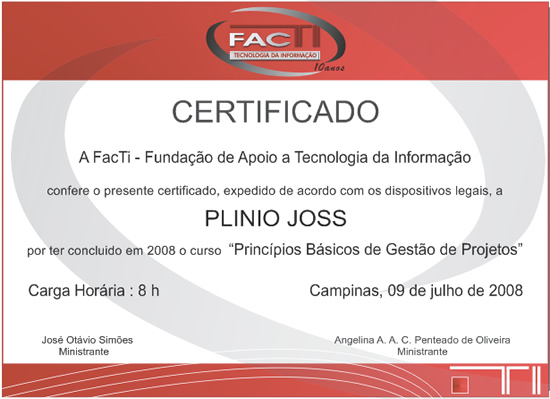 FACTI
TECNOLOGIA DA INFORMAÇÃO
10 anos
CERTIFICADO
A FacTi - Fundação de Apoio a Tecnologia da Informação
confere o presente certificado, expedido de acordo com os dispositivos legais, a
PLINIO JOSS
por ter concluido em 2008 o curso “Princípios Básicos de Gestão de Projetos”
Carga Horária : 8 h Campinas, 09 de julho de 2008
José Otávio Simões Angelina A. A. C. Penteado de Oliveira
Ministrante Ministrante
TI